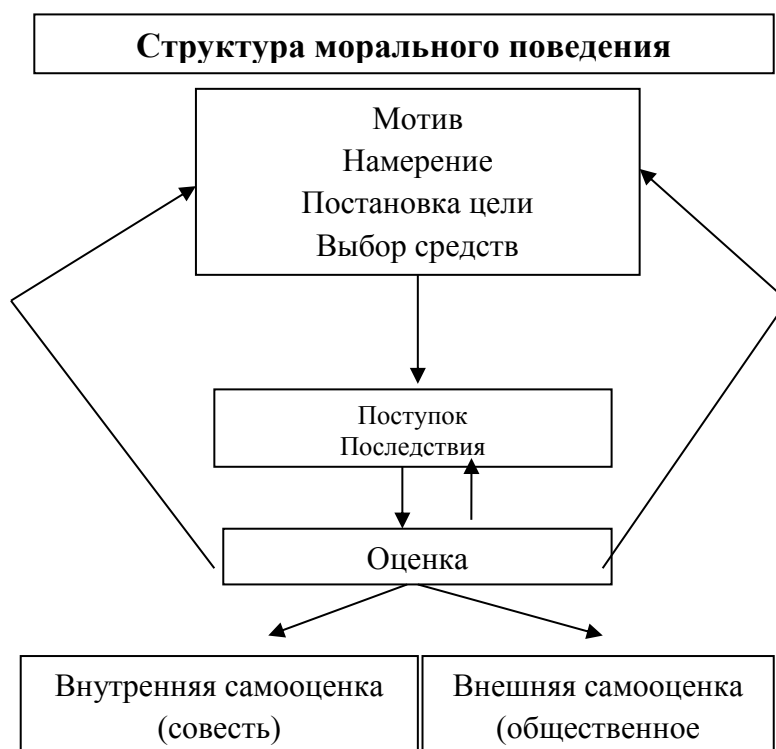 Структура морального поведения
Мотив
Намерение
Постановка цели
Выбор средств
Поступок
Последствия
Оценка
Внутренняя самооценка
(совесть)
Внешняя самооценка
(общественное